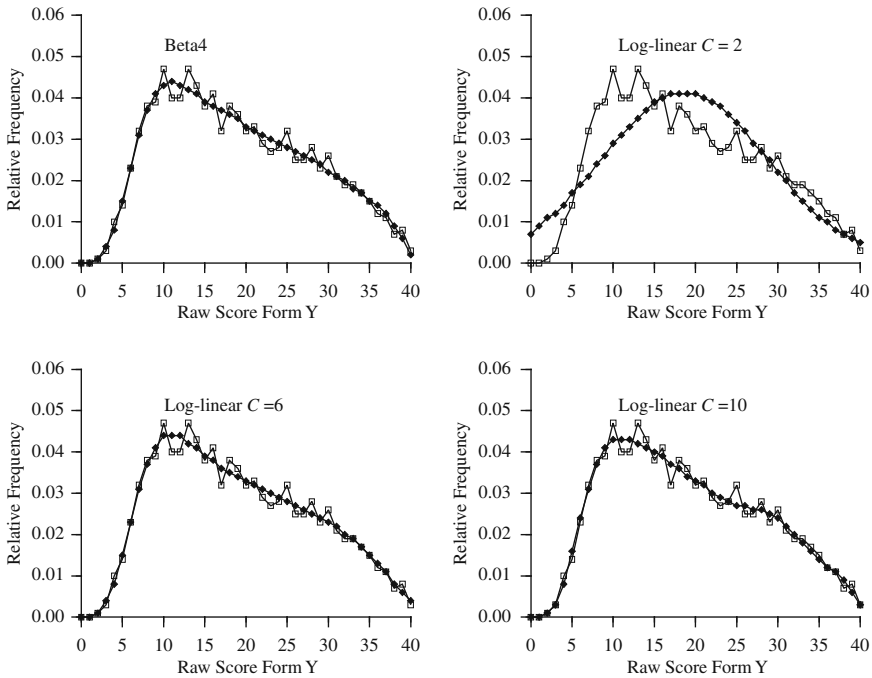 Beta4
0.06
0.05
0.04
0.03
0.02
0.01
0.00
Relative Frequency
0 5 10 15 20 25 30 35 40
Raw Score Form Y
Log-linear C = 2
0.06
0.05
0.04
0.03
0.02
0.01
0.00
Relative Frequency
0 5 10 15 20 25 30 35 40
Raw Score Form Y
Log-linear C =6
0.06
0.05
0.04
0.03
0.02
0.01
0.00
Relative Frequency
0 5 10 15 20 25 30 35 40
Raw Score Form Y
Log-linear C =10
0.06
0.05
0.04
0.03
0.02
0.01
0.00
Relative Frequency
0 5 10 15 20 25 30 35 40
Raw Score Form Y